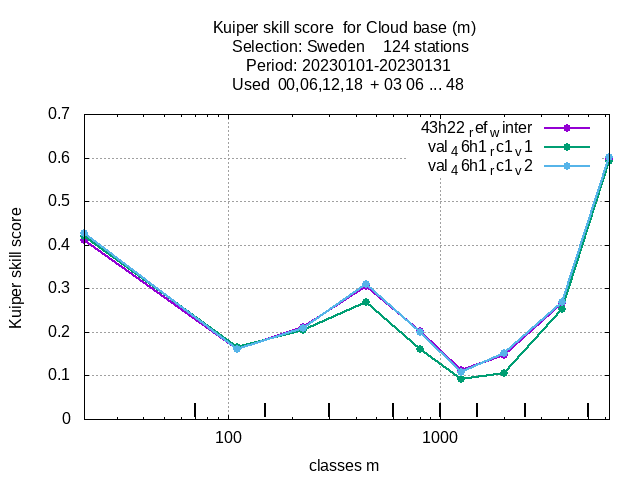 Kuiper skill score  for Cloud base (m)
Selection: Sweden    124 stations
Period: 20230101-20230131
Used  00,06,12,18  + 03 06 ... 48
0.7
0.6
0.5
0.4
0.3
0.2
0.1
0
Kuiper skill score
43h22_ref_winter
val_46h1_rc1_v1
val_46h1_rc1_v2
100
1000
classes m